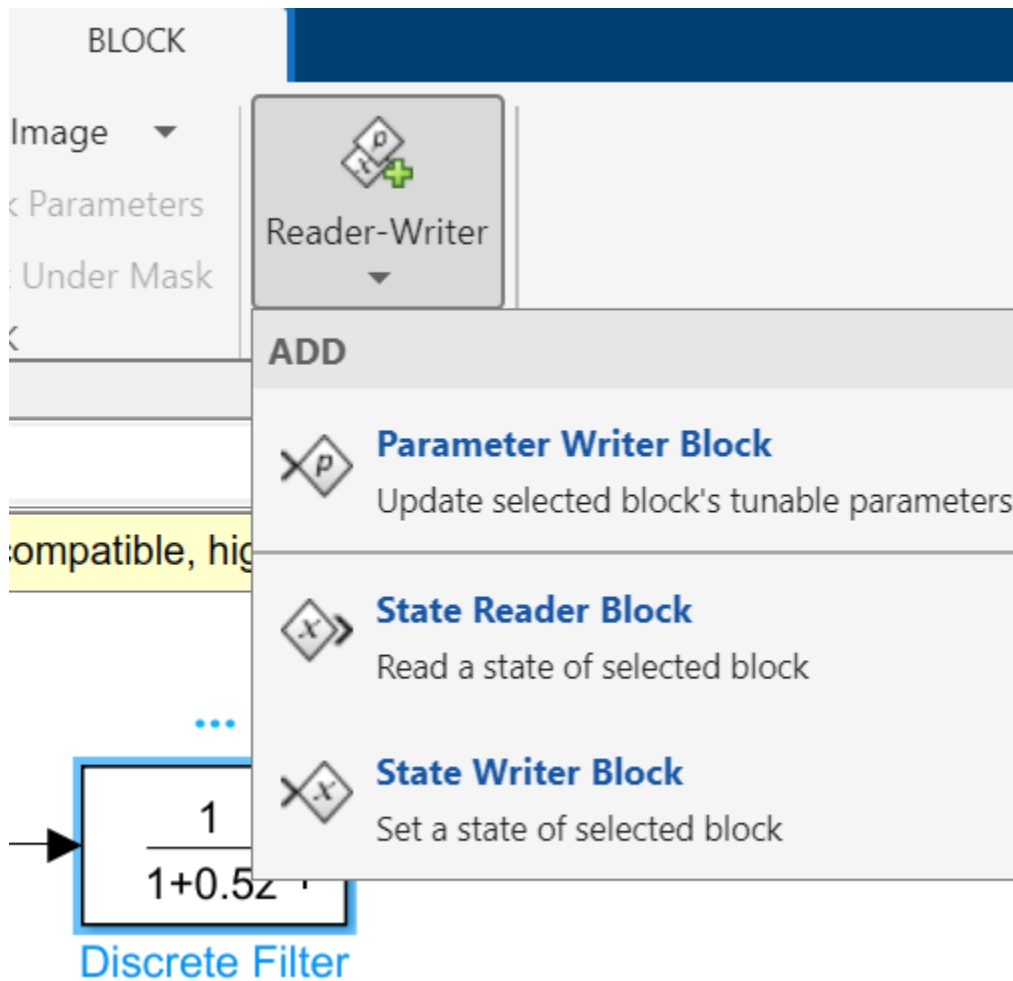 BLOCK
Image
Parameters
Under Mask
Reader-Writer
ADD
Parameter Writer Block
Update selected block's tunable parameters
compatible,
State Reader Block
Read a state of selected block
State Writer Block
Set a state of selected block
p
x
p
x
x
1
1+0.5z
Discrete Filter